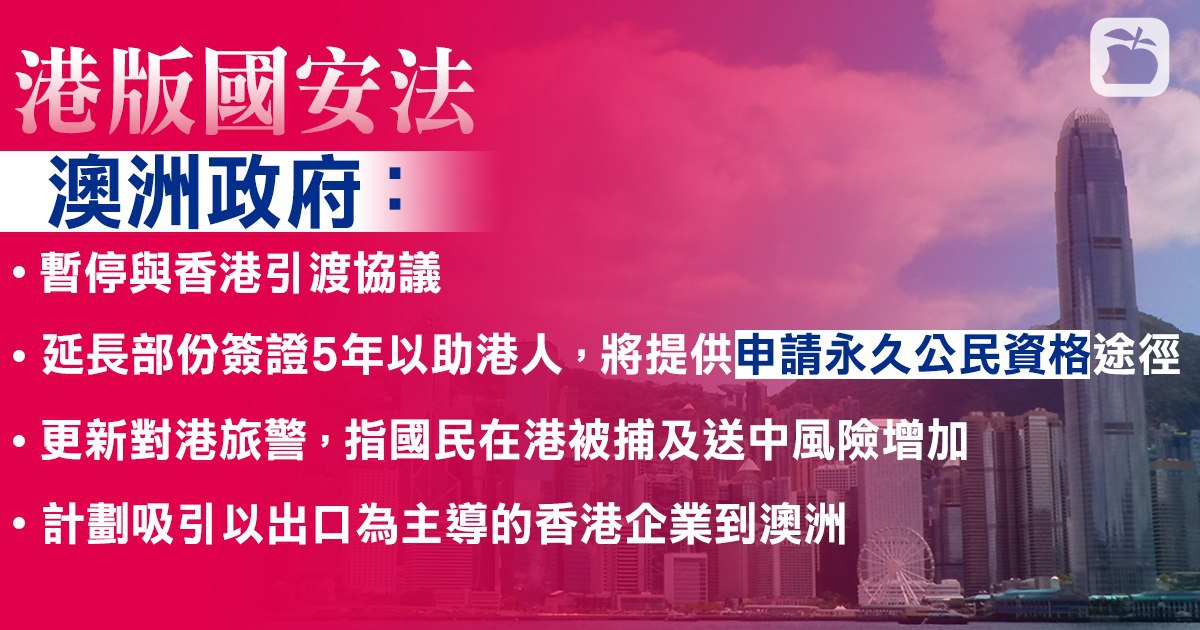 港版國安法
澳洲政府：
• 暫停與香港引渡協議
• 延長部份簽證5年以助港人，將提供申請永久公民資格途徑
• 更新對港旅警，指國民在港被捕及送中風險增加
• 計劃吸引以出口為主導的香港企業到澳洲